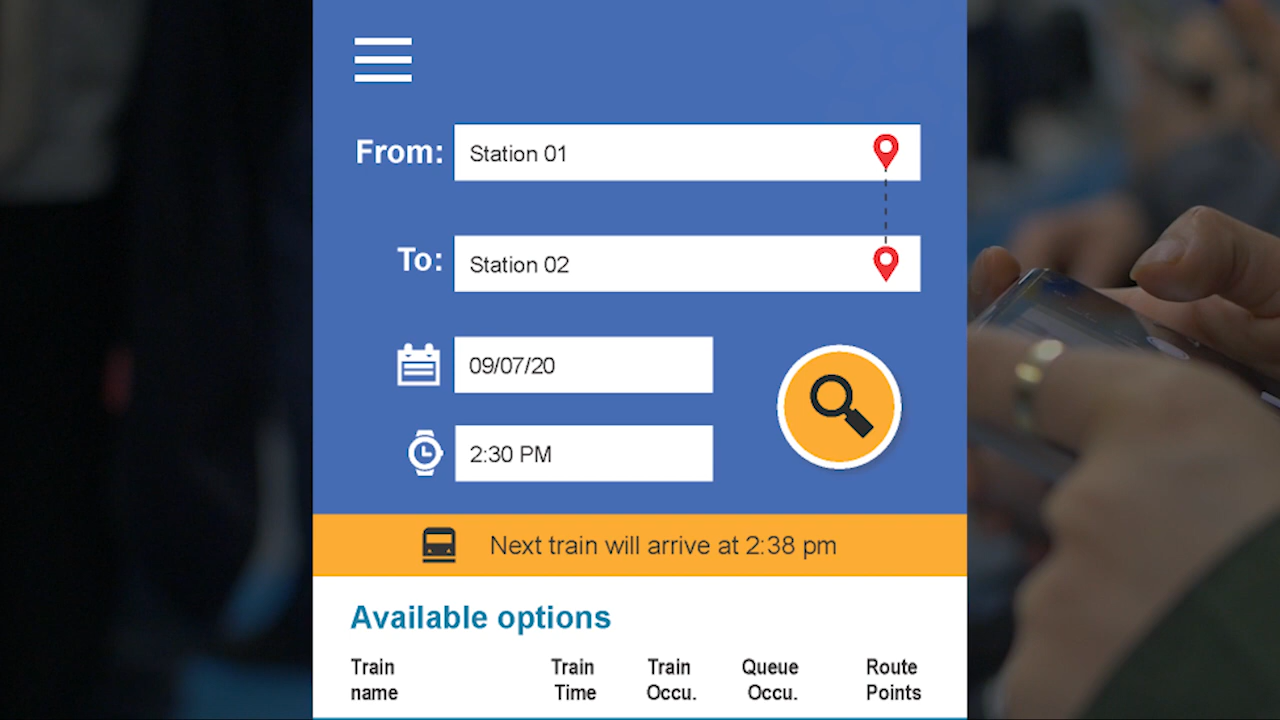 From: Station 01
To: Station 02
09/07/20
2:30 PM
Next train will arrive at 2:38 pm
Available options
Train name Train Time Train Occu. Queue Occu. Route Points